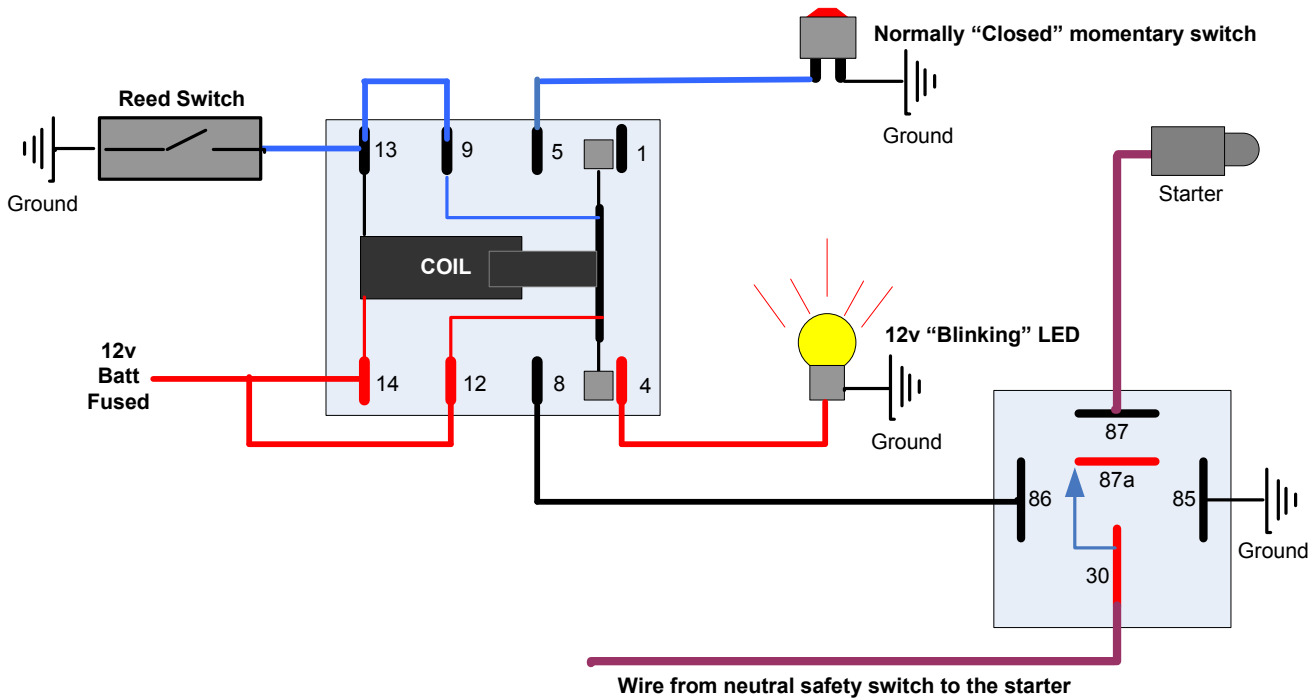 Normally “Closed” momentary switch
Reed Switch
Ground
Ground
13
9
5
1
Starter
COIL
12v “Blinking” LED
12v
Batt
Fused
14
12
8
4
Ground
87
87a
86
85
30
Ground
Wire from neutral safety switch to the starter